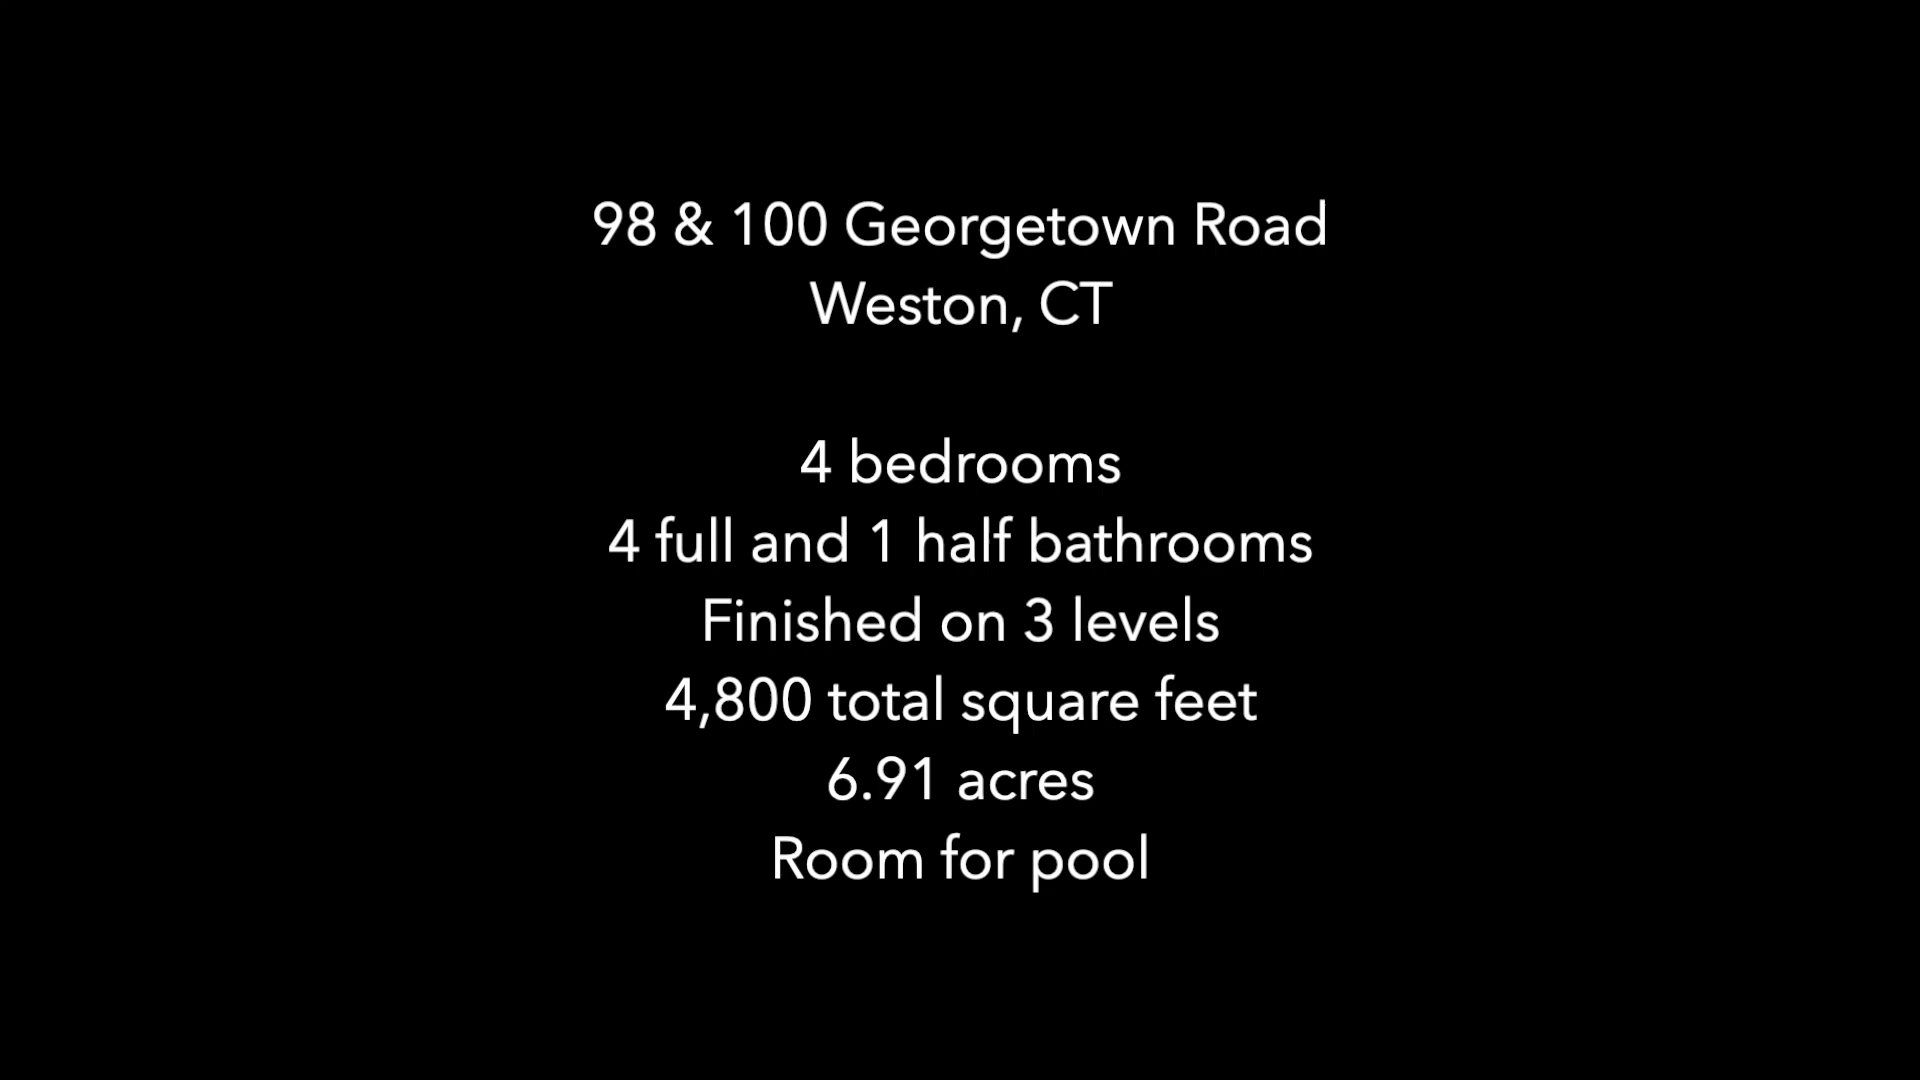 98 & 100 Georgetown Road
Weston, CT
4 bedrooms
4 full and 1 half bathrooms
Finished on 3 levels
4,800 total square feet
6.91 acres
Room for pool